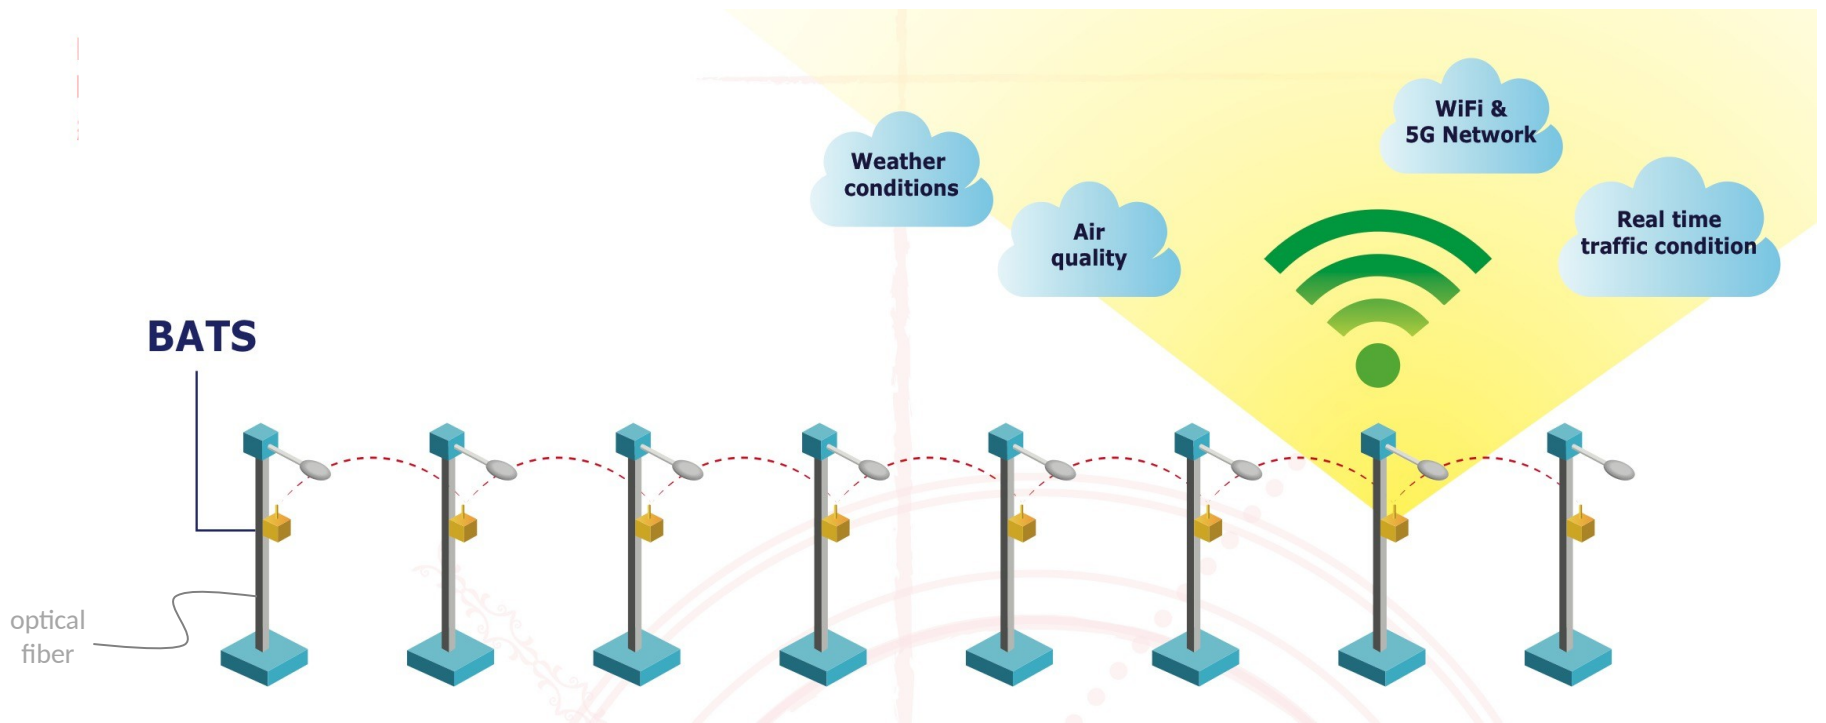 WiFi &
5G Network
Weather
conditions
Real time
traffic condition
Air
quality
BATS
optical
fiber